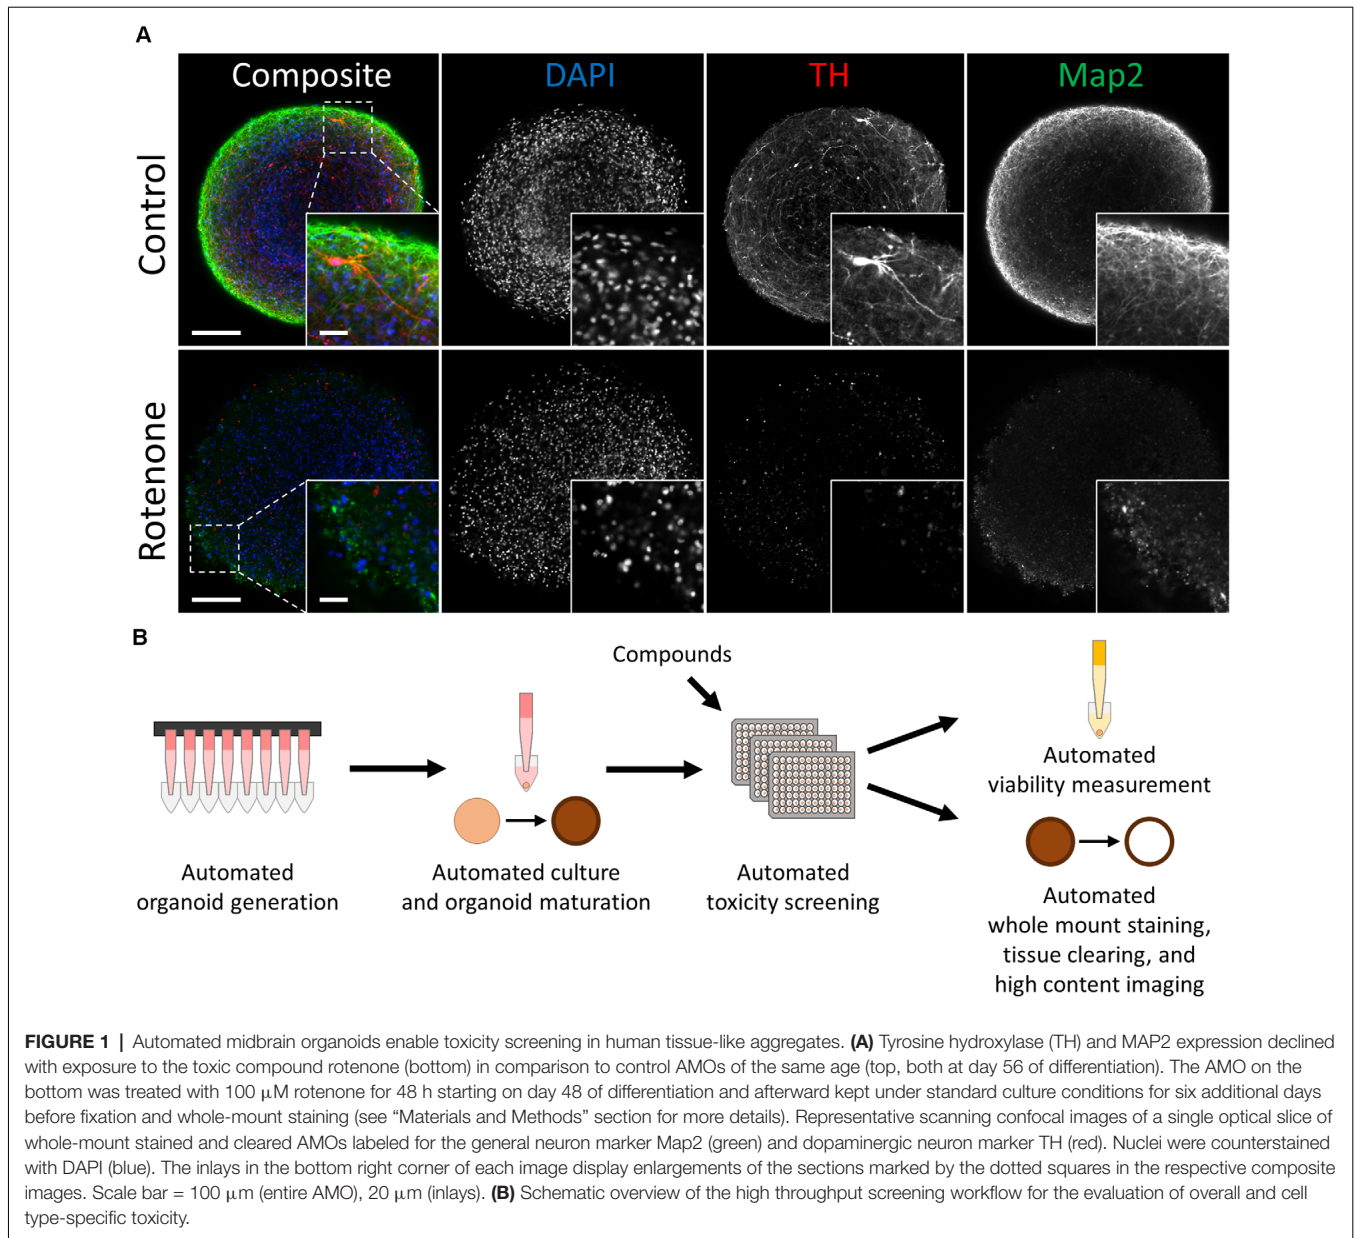 A
Composite
DAPI
TH
Map2
Control
Rotenone
B
Compounds
Automated
organoid generation
Automated culture
and organoid maturation
Automated
toxicity screening
Automated
viability measurement
Automated
whole mount staining,
tissue clearing, and
high content imaging
FIGURE 1 | Automated midbrain organoids enable toxicity screening in human tissue-like aggregates. (A) Tyrosine hydroxylase (TH) and MAP2 expression declined
with exposure to the toxic compound rotenone (bottom) in comparison to control AMOs of the same age (top, both at day 56 of differentiation). The AMO on the
bottom was treated with 100 μM rotenone for 48 h starting on day 48 of differentiation and afterward kept under standard culture conditions for six additional days
before fixation and whole-mount staining (see “Materials and Methods” section for more details). Representative scanning confocal images of a single optical slice of
whole-mount stained and cleared AMOs labeled for the general neuron marker Map2 (green) and dopaminergic neuron marker TH (red). Nuclei were counterstained
with DAPI (blue). The inlays in the bottom right corner of each image display enlargements of the sections marked by the dotted squares in the respective composite
images. Scale bar = 100 μm (entire AMO), 20 μm (inlays). (B) Schematic overview of the high throughput screening workflow for the evaluation of overall and cell
type-specific toxicity.